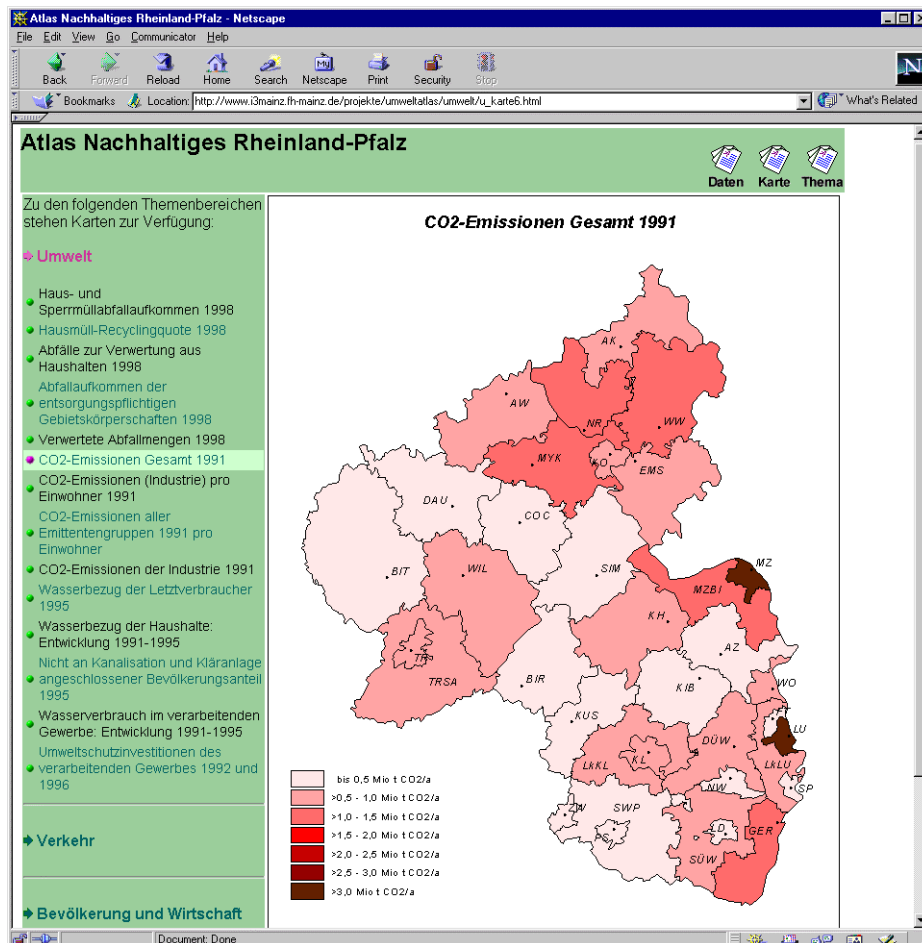 Atlas Nachhaltiges Rheinland-Pfalz - Netscape
File Edit View Go Communicator Help
Back Forward Reload Home Search Netscape Print Security Stop
Bookmarks Location: http://www.i3mainz.fh-mainz.de/projekte/umweltatlas/umwelt/u_karte6.html What's Related
Atlas Nachhaltiges Rheinland-Pfalz
Daten Karte Thema
Zu den folgenden Themenbereichen
stehen Karten zur Verfügung:
Umwelt
Haus- und
Sperrmüllabfallaufkommen 1998
Hausmüll-Recyclingquote 1998
Abfälle zur Verwertung aus
Haushalten 1998
Abfallaufkommen der
entsorgungspflichtigen
Gebietskörperschaften 1998
Verwertete Abfallmengen 1998
CO2-Emissionen Gesamt 1991
CO2-Emissionen (Industrie) pro
Einwohner 1991
CO2-Emissionen aller
Emittentengruppen 1991 pro
Einwohner
CO2-Emissionen der Industrie 1991
Wasserbezug der Letztverbraucher
1995
Wasserbezug der Haushalte:
Entwicklung 1991-1995
Nicht an Kanalisation und Kläranlage
angeschlossener Bevölkerungsanteil
1995
Wasserverbrauch im verarbeitenden
Gewerbe: Entwicklung 1991-1995
Umweltschutzinvestitionen des
verarbeitenden Gewerbes 1992 und
1996
Verkehr
Bevölkerung und Wirtschaft
CO2-Emissionen Gesamt 1991
AK
AW
NR
WW
MYK
KO
EMS
DAU
COC
BIT
WIL
SIM
MZ
MZBI
KH
TR
TRSA
BIR
AZ
KIB
WO
KUS
FT
LU
DÜW
LkKL
KL
LkLU
NW
SP
ZW
SWP
PS
LD
GER
SÜW
bis 0,5 Mio t CO2/a
>0,5 - 1,0 Mio t CO2/a
>1,0 - 1,5 Mio t CO2/a
>1,5 - 2,0 Mio t CO2/a
>2,0 - 2,5 Mio t CO2/a
>2,5 - 3,0 Mio t CO2/a
>3,0 Mio t CO2/a
Document: Done